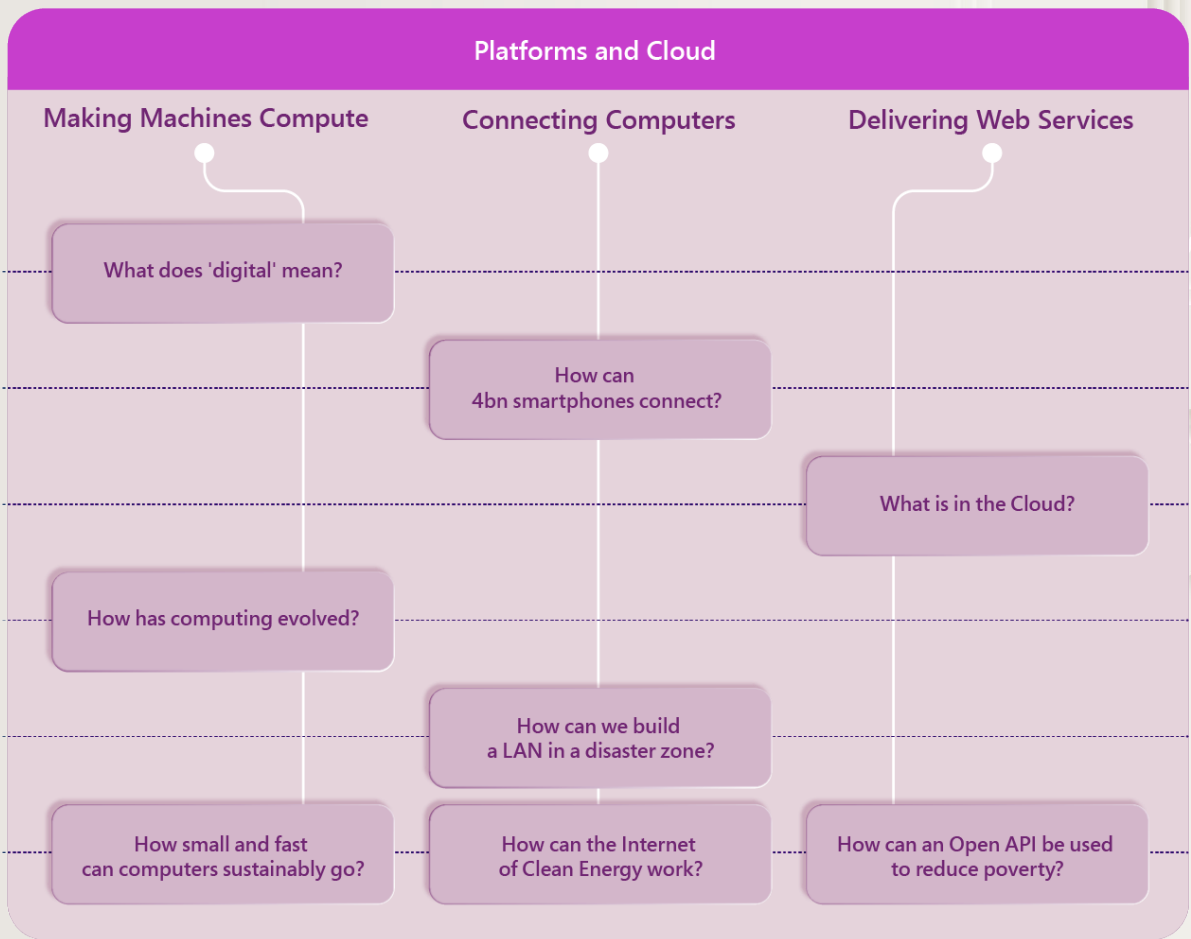 Platforms and Cloud
Making Machines Compute
Connecting Computers
Delivering Web Services
What does 'digital' mean?
How can
4bn smartphones connect?
What is in the Cloud?
How has computing evolved?
How can we build
a LAN in a disaster zone?
How small and fast
can computers sustainably go?
How can the Internet
of Clean Energy work?
How can an Open API be used
to reduce poverty?